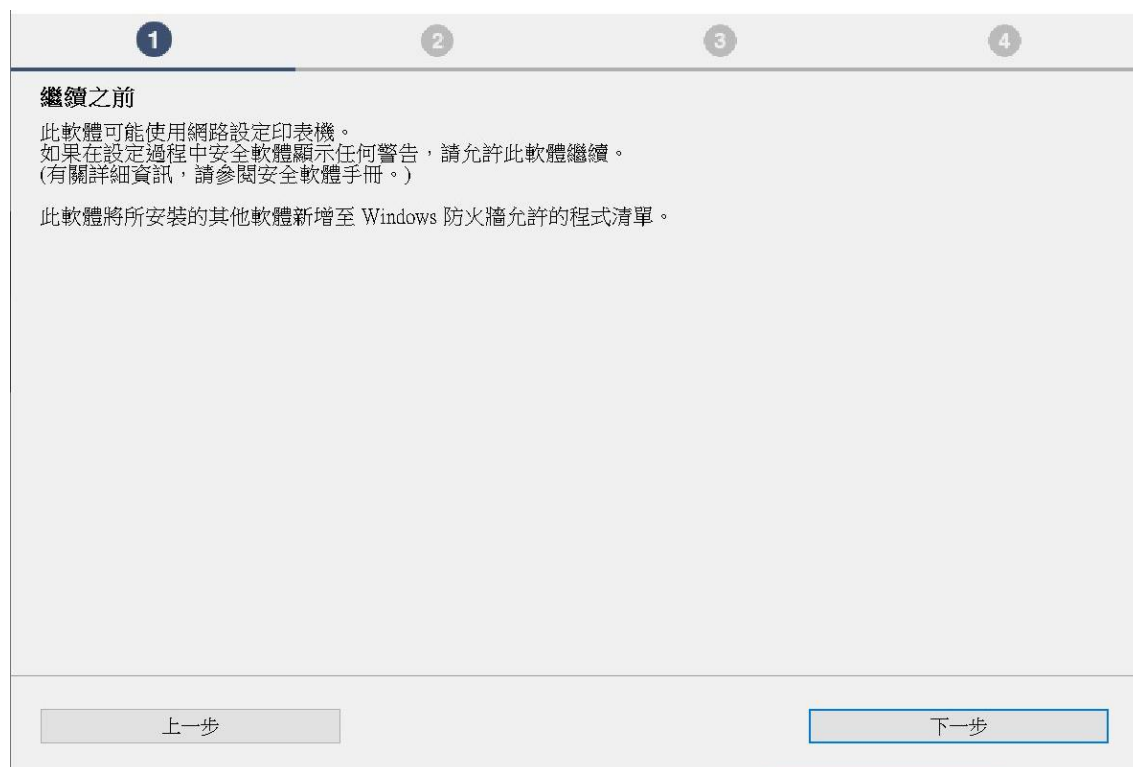 1
2
3
4
繼續之前
此軟體可能使用網路設定印表機。
如果在設定過程中安全軟體顯示任何警告，請允許此軟體繼續。
(有關詳細資訊，請參閱安全軟體手冊。)
此軟體將所安裝的其他軟體新增至 Windows 防火牆允許的程式清單。
上一步
下一步